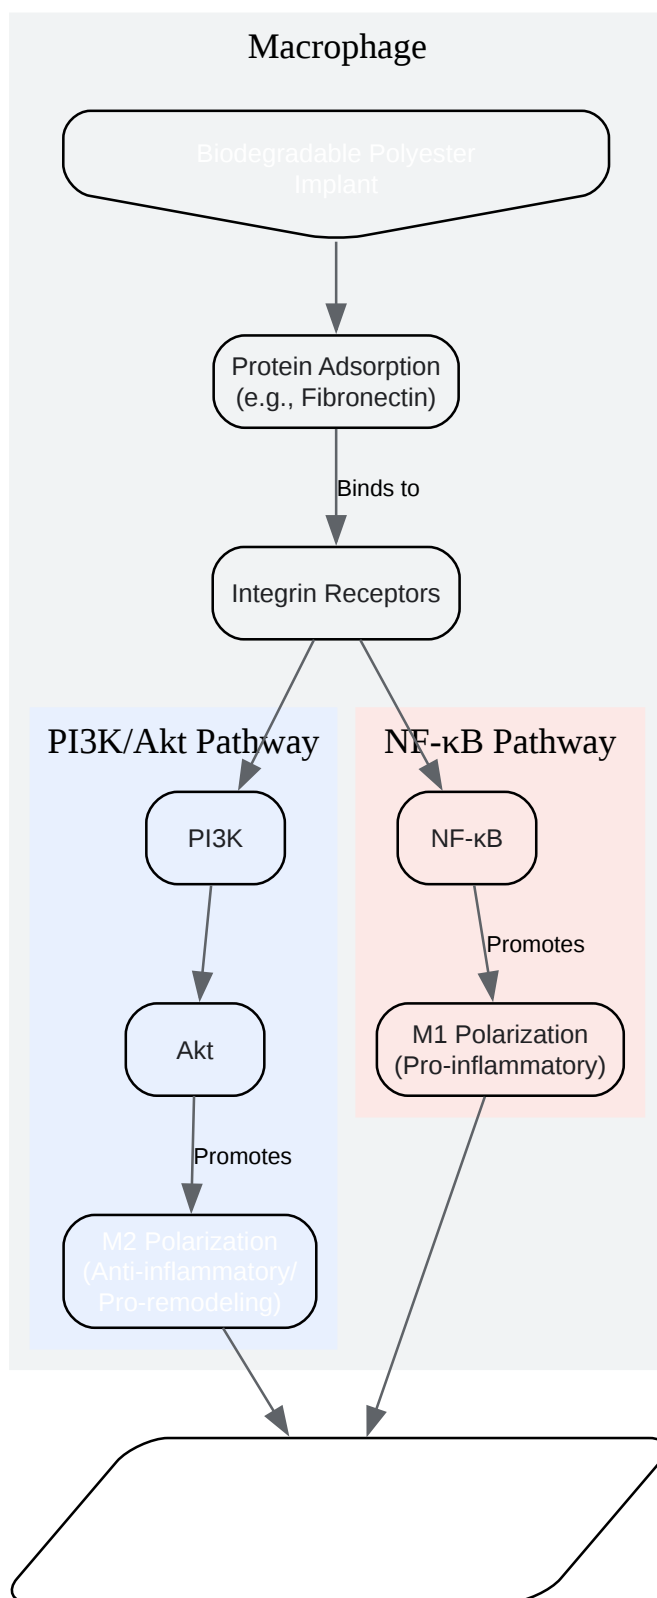 Macrophage
Biodegradable Polyester
Implant
Protein Adsorption
(e.g., Fibronectin)
Binds to
Integrin Receptors
PI3K/Akt Pathway
NF-κB Pathway
PI3K
NF-κB
Promotes
Akt
M1 Polarization
(Pro-inflammatory)
Promotes
M2 Polarization
(Anti-inflammatory/
Pro-remodeling)